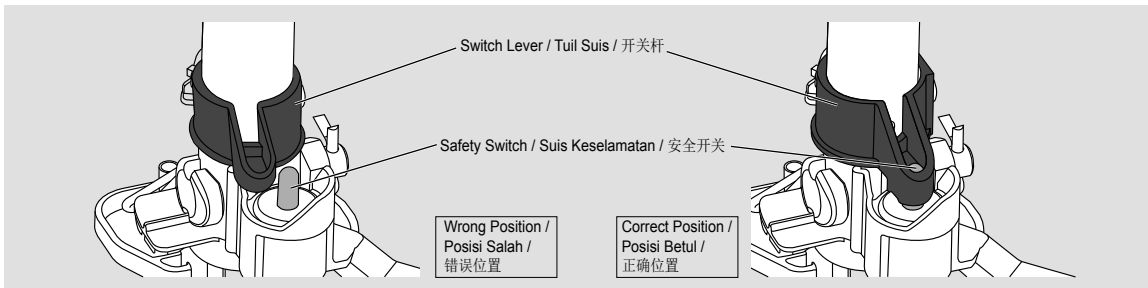 Switch Lever / Tuil Suis / 开关杆
Safety Switch / Suis Keselamatan / 安全开关
Wrong Position /
Posisi Salah /
错误位置
Correct Position /
Posisi Betul /
正确位置